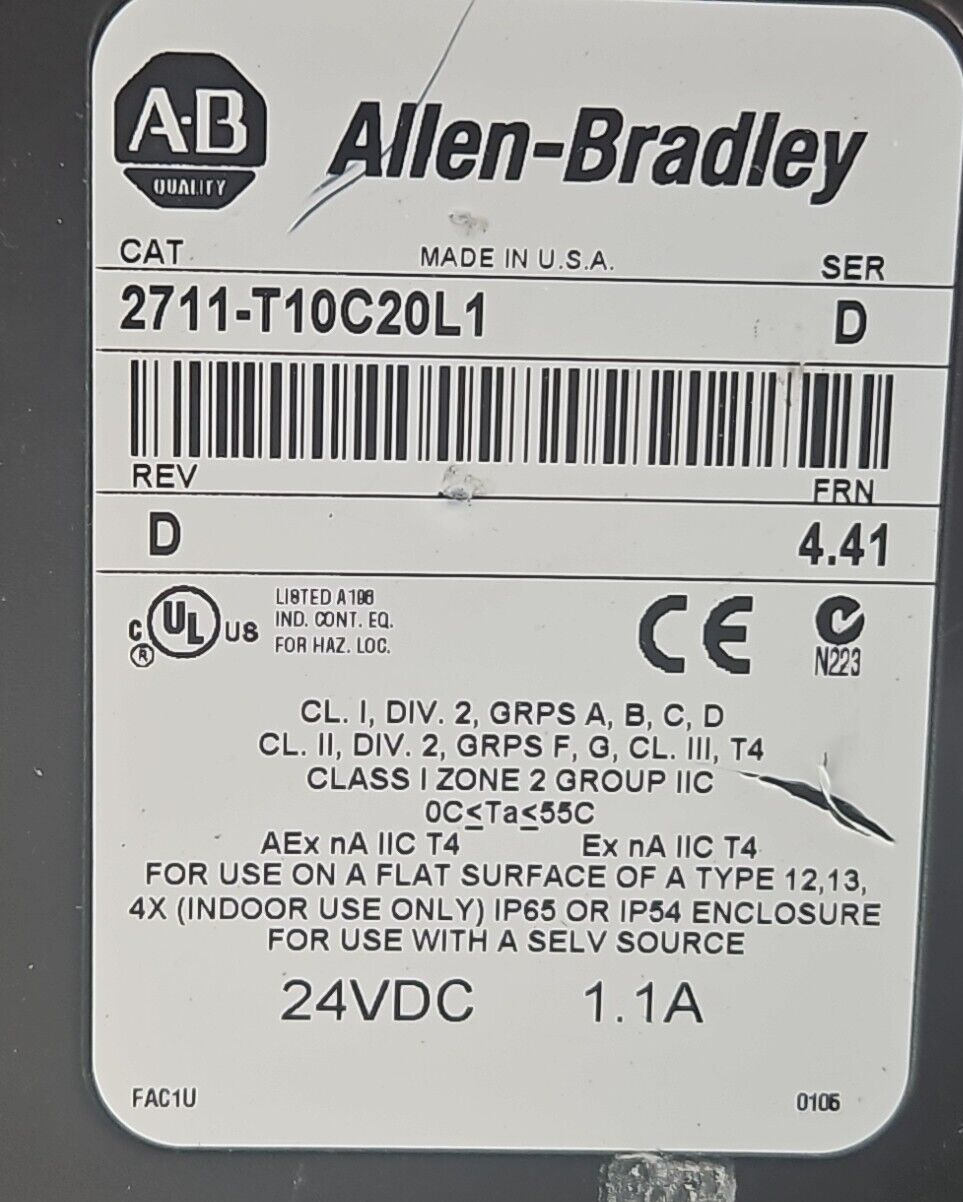 A-B Allen-Bradley
QUALITY
CAT MADE IN U.S.A. SER
2711-T10C20L1 D
REV FRN
D 4.41
C UL US LISTED A196
IND. CONT. EQ.
FOR HAZ. LOC.
® CE N223
CL. I, DIV. 2, GRPS A, B, C, D
CL. II, DIV. 2, GRPS F, G, CL. III, T4
CLASS I ZONE 2 GROUP IIC
0C≤Ta≤55C
AEx nA IIC T4 Ex nA IIC T4
FOR USE ON A FLAT SURFACE OF A TYPE 12,13,
4X (INDOOR USE ONLY) IP65 OR IP54 ENCLOSURE
FOR USE WITH A SELV SOURCE
24VDC 1.1A
FAC1U 0106